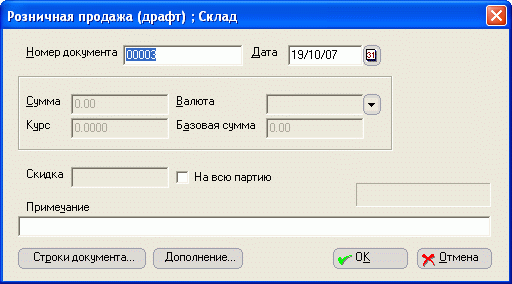 Розничная продажа (драфт) ; Склад
Номер документа 00003 Дата 19/10/07 31
Сумма 0.00 Валюта
Курс 0.0000 Базовая сумма 0.00
Скидка На всю партию
Примечание
Строки документа... Дополнение... OK Отмена